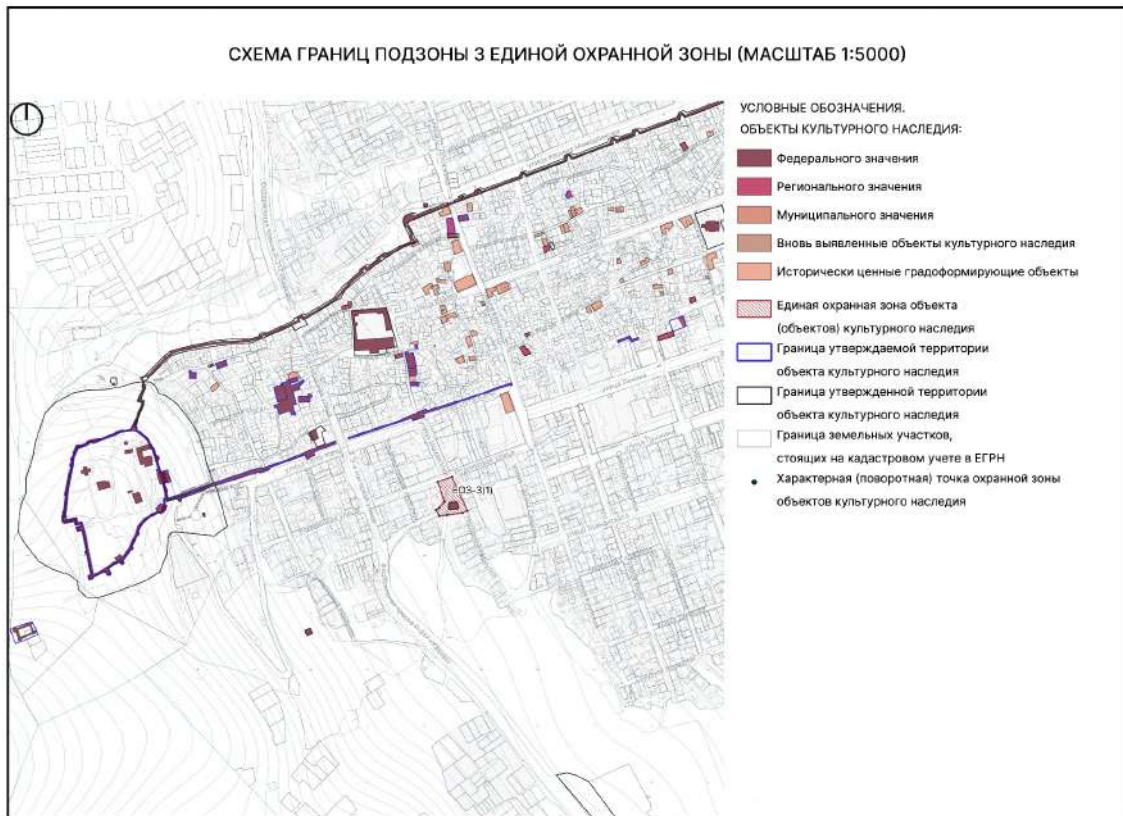 СХЕМА ГРАНИЦ ПОДЗОНЫ 3 ЕДИНОЙ ОХРАННОЙ ЗОНЫ (МАСШТАБ 1:5000)
УСЛОВНЫЕ ОБОЗНАЧЕНИЯ.
ОБЪЕКТЫ КУЛЬТУРНОГО НАСЛЕДИЯ:
Федерального значения
Регионального значения
Муниципального значения
Вновь выявленные объекты культурного наследия
Исторически ценные градоформирующие объекты
Единая охранная зона объекта
(объектов) культурного наследия
Граница утверждаемой территории
объекта культурного наследия
Граница утвержденной территории
объекта культурного наследия
Граница земельных участков,
стоящих на кадастровом учете в ЕГРН
Характерная (поворотная) точка охранной зоны
объектов культурного наследия
ЕОЗ-3(1)